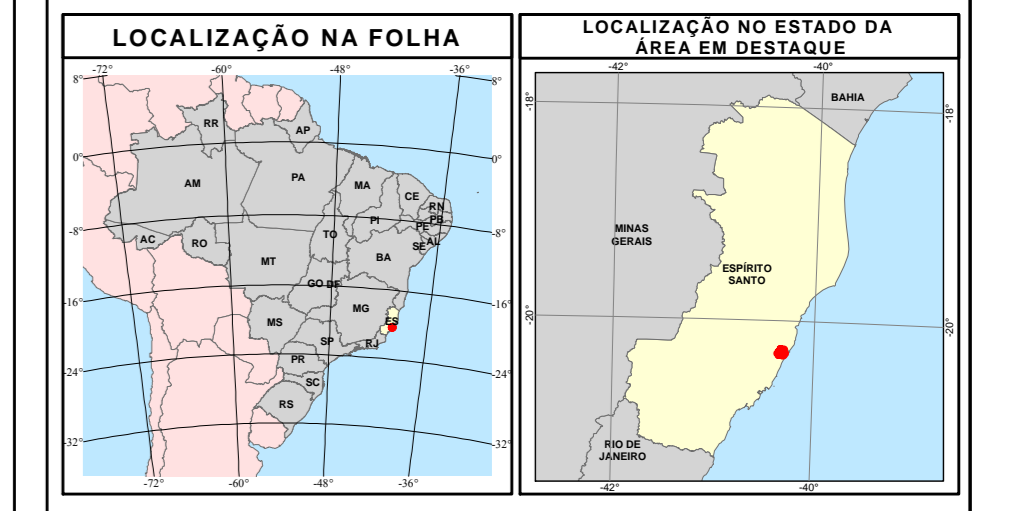 LOCALIZAÇÃO NA FOLHA
-72° -60° -48° -36°
8° 8°
RR AP
0° 0°
AM PA MA CE RN
PB
PI PE
-8° -8°
AC RO TO SE AL
MT BA
GO DF
-16° -16°
MS MG ES
SP RJ
PR
-24° -24°
SC
RS
-32° -32°
-72° -60° -48° -36°
LOCALIZAÇÃO NO ESTADO DA
ÁREA EM DESTAQUE
-42° -40°
-18° -18°
BAHIA
MINAS
GERAIS
ESPÍRITO
SANTO
-20° -20°
RIO DE
JANEIRO
-42° -40°